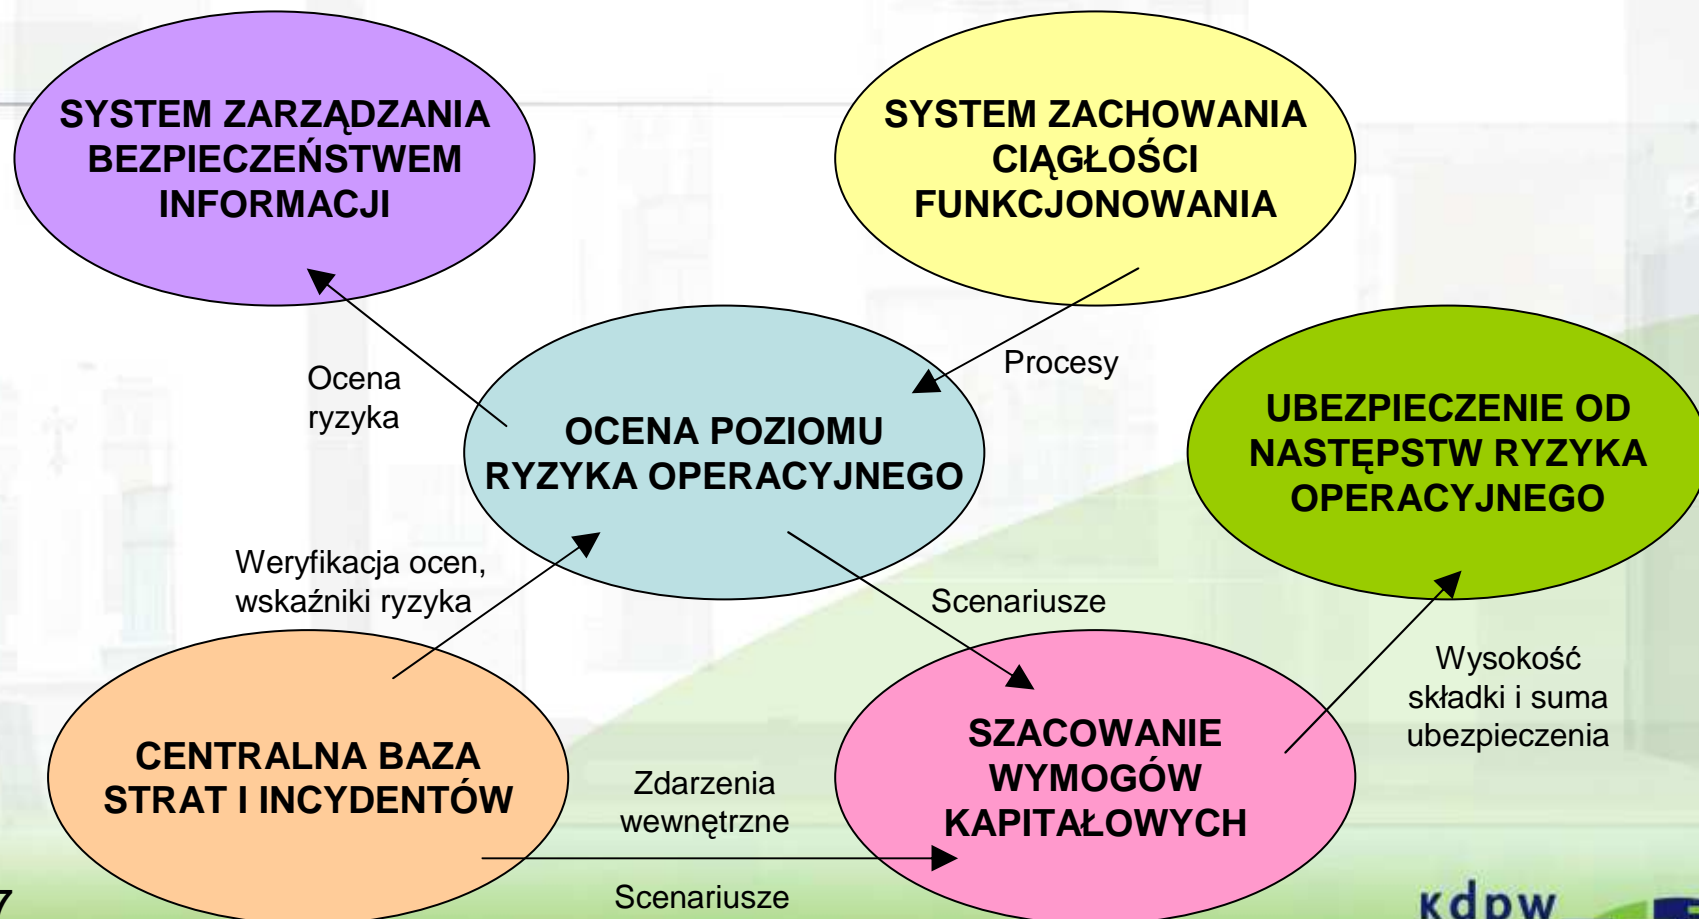 SYSTEM ZARZĄDZANIA
BEZPIECZEŃSTWEM
INFORMACJI
SYSTEM ZACHOWANIA
CIĄGŁOŚCI
FUNKCJONOWANIA
Ocena
ryzyka
Procesy
OCENA POZIOMU
RYZYKA OPERACYJNEGO
UBEZPIECZENIE OD
NASTĘPSTW RYZYKA
OPERACYJNEGO
Weryfikacja ocen,
wskaźniki ryzyka
Scenariusze
Wysokość
składki i suma
ubezpieczenia
CENTRALNA BAZA
STRAT I INCYDENTÓW
Zdarzenia
wewnętrzne
Scenariusze
SZACOWANIE
WYMOGÓW
KAPITAŁOWYCH
7
kdpw